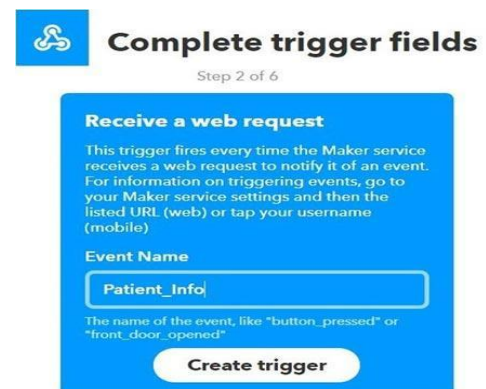 Complete trigger fields
Step 2 of 6
Receive a web request
This trigger fires every time the Maker service
receives a web request to notify it of an event.
For information on triggering events, go to
your Maker service settings and then the
listed URL (web) or tap your username
(mobile)
Event Name
Patient_Info
The name of the event, like "button_pressed" or
"front_door_opened"
Create trigger